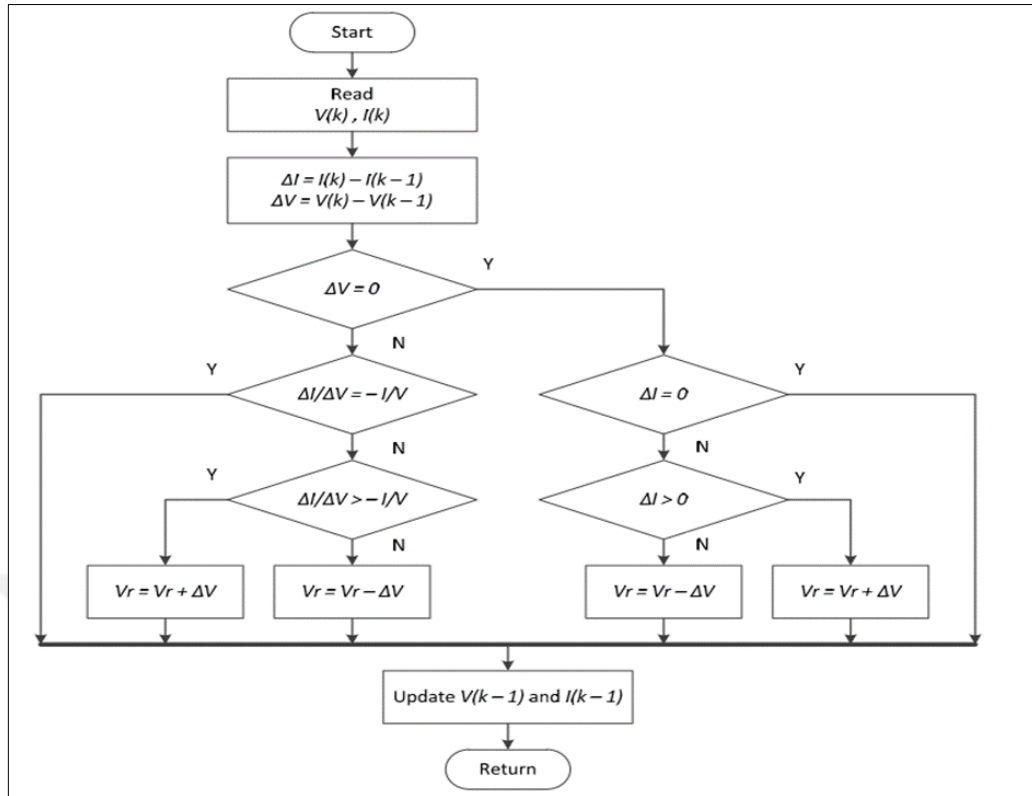 Start
Read
V(k) , I(k)
ΔI = I(k) – I(k – 1)
ΔV = V(k) – V(k – 1)
Y
ΔV = 0
N
Y
Y
ΔI/ΔV = – I/V
ΔI = 0
N
N
Y
Y
ΔI/ΔV > – I/V
ΔI > 0
N
N
Vr = Vr + ΔV
Vr = Vr – ΔV
Vr = Vr – ΔV
Vr = Vr + ΔV
Update V(k – 1) and I(k – 1)
Return